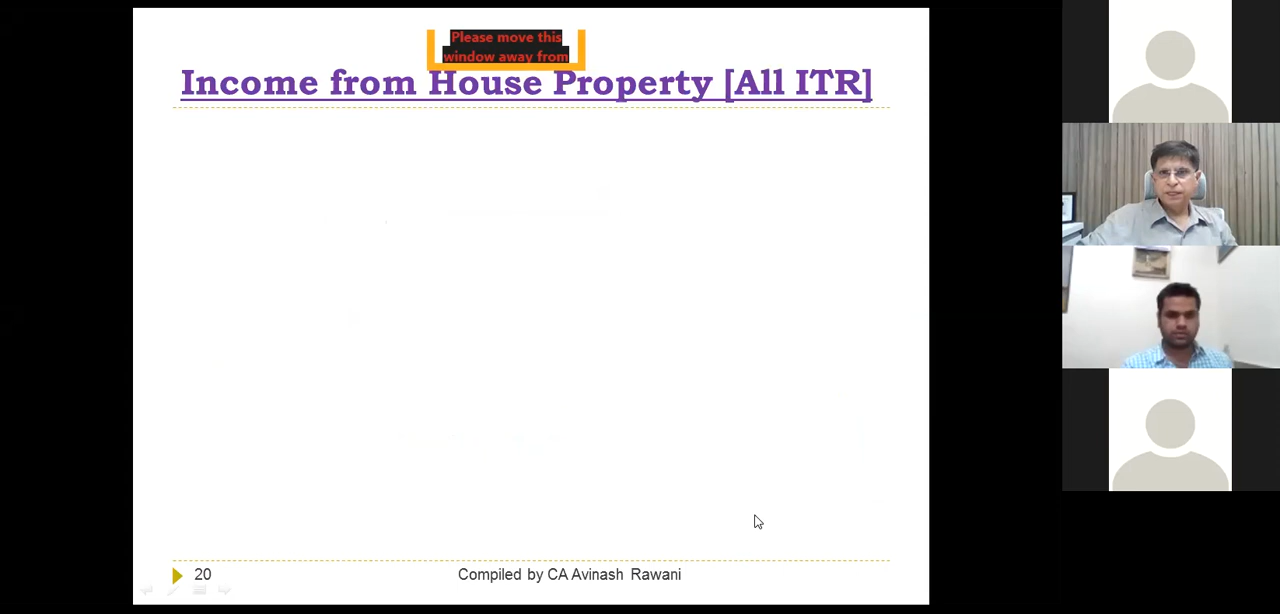 Please move this
window away from
Income from House Property [All ITR]
20
Compiled by CA Avinash Rawani